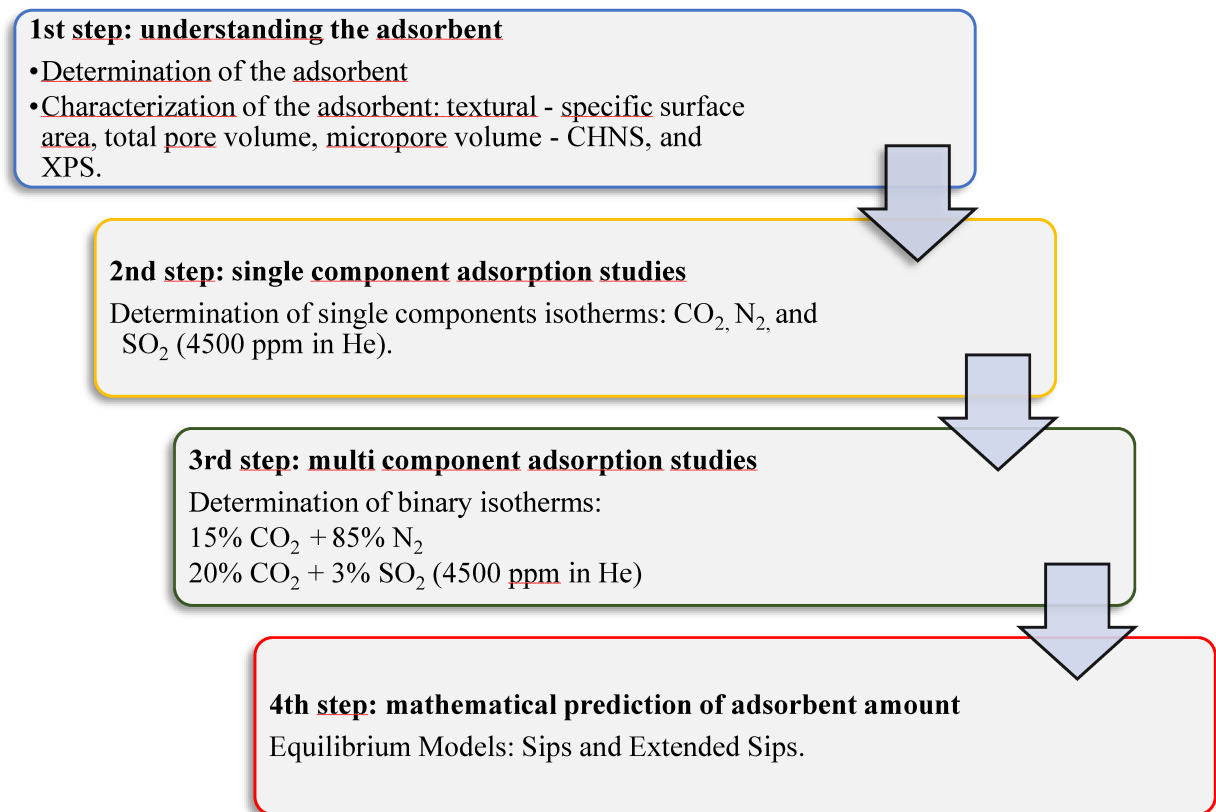 1st step: understanding the adsorbent
•Determination of the adsorbent
•Characterization of the adsorbent: textural - specific surface
area, total pore volume, micropore volume - CHNS, and
XPS.
2nd step: single component adsorption studies
Determination of single components isotherms: CO2, N2, and
SO2 (4500 ppm in He).
3rd step: multi component adsorption studies
Determination of binary isotherms:
15% CO2 + 85% N2
20% CO2 + 3% SO2 (4500 ppm in He)
4th step: mathematical prediction of adsorbent amount
Equilibrium Models: Sips and Extended Sips.